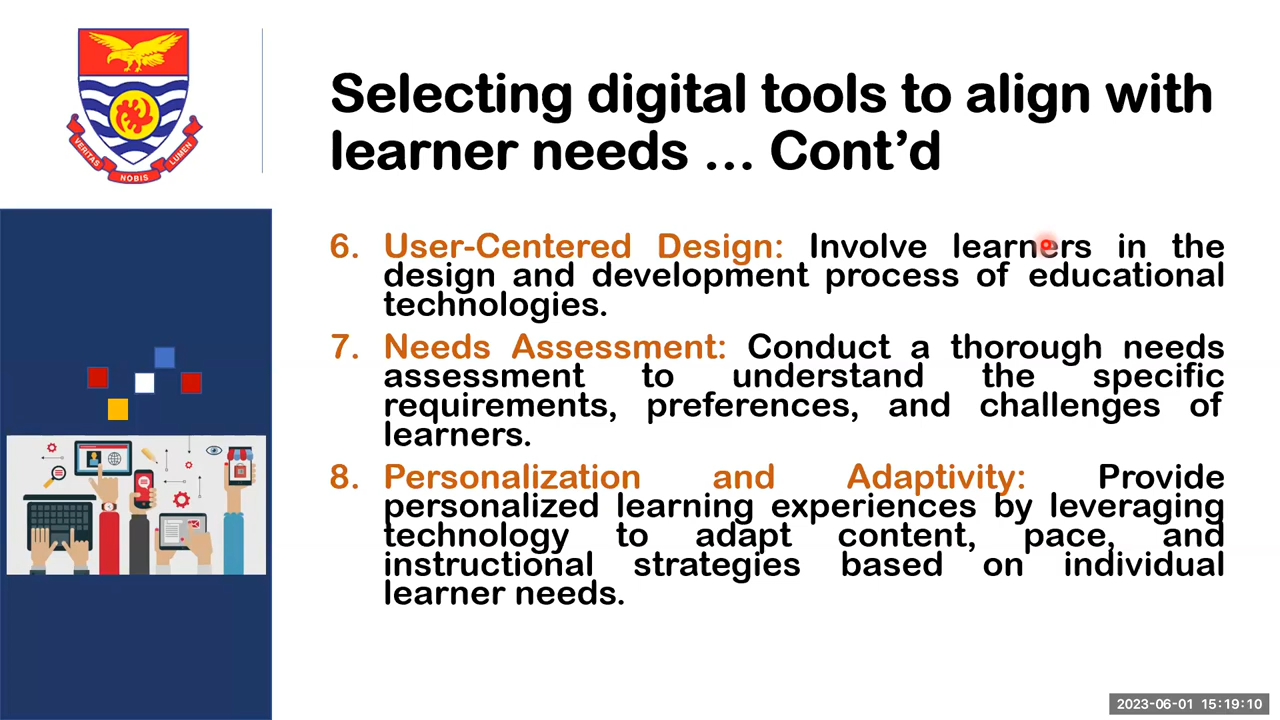 VERITAS
NOBIS
LUMEN
Selecting digital tools to align with
learner needs … Cont’d
6. User-Centered Design: Involve learners in the
design and development process of educational
technologies.
7. Needs Assessment: Conduct a thorough needs
assessment to understand the specific
requirements, preferences, and challenges of
learners.
8. Personalization and Adaptivity: Provide
personalized learning experiences by leveraging
technology to adapt content, pace, and
instructional strategies based on individual
learner needs.
2023-06-01 15:19:10